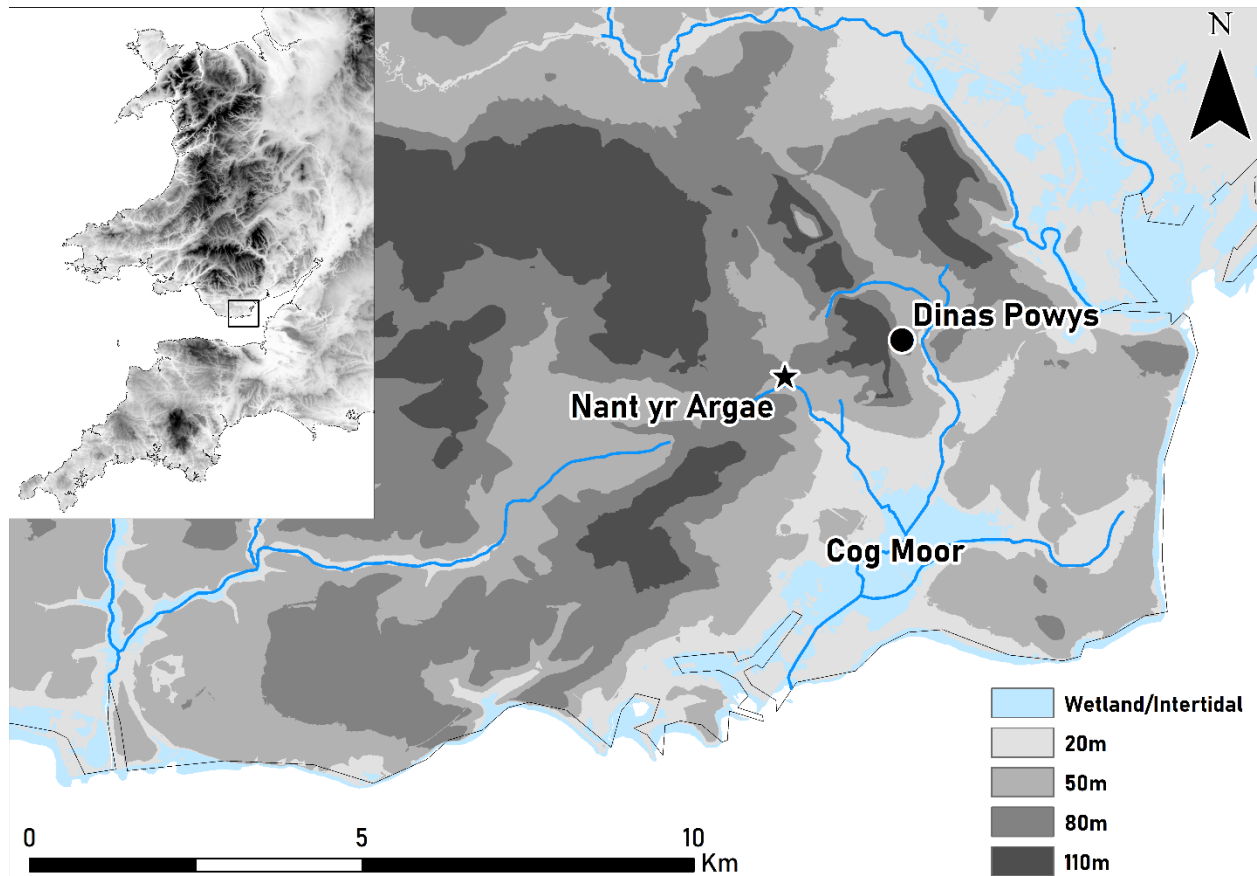 N
Dinas Powys
Nant yr Argae
Cog Moor
Wetland/Intertidal
20m
50m
80m
110m
0
5
10
Km